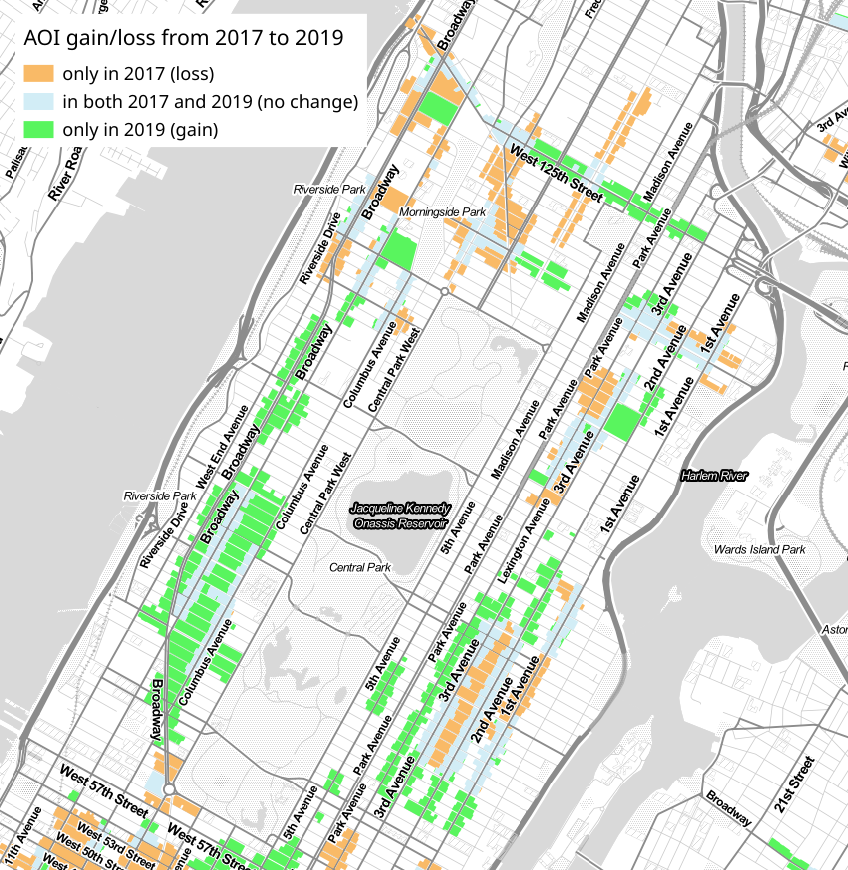 AOI gain/loss from 2017 to 2019
only in 2017 (loss)
in both 2017 and 2019 (no change)
only in 2019 (gain)
Broadway
River Roa
3rd Av
West 125th Street
Madison Avenue
Riverside Park
Broadway
Morningside Park
Riverside Drive
Park Avenue
Madison Avenue
3rd Avenue
1st Avenue
Broadway
Columbus Avenue
Central Park West
Park Avenue
2nd Avenue
1st Avenue
Madison Avenue
Park Avenue
3rd Avenue
West End Avenue
Broadway
Columbus Avenue
Central Park West
Harlem River
Riverside Park
Riverside Drive
Broadway
Jacqueline Kennedy
Onassis Reservoir
5th Avenue
Park Avenue
Lexington Avenue
1st Avenue
Wards Island Park
Central Park
Columbus Avenue
5th Avenue
Park Avenue
3rd Avenue
2nd Avenue
1st Avenue
Broadway
Park Avenue
3rd Avenue
West 57th Street
5th Avenue
Park Avenue
21st Street
Broadway
11th Avenue
West 53rd Street
West 50th Street
West 57th Street